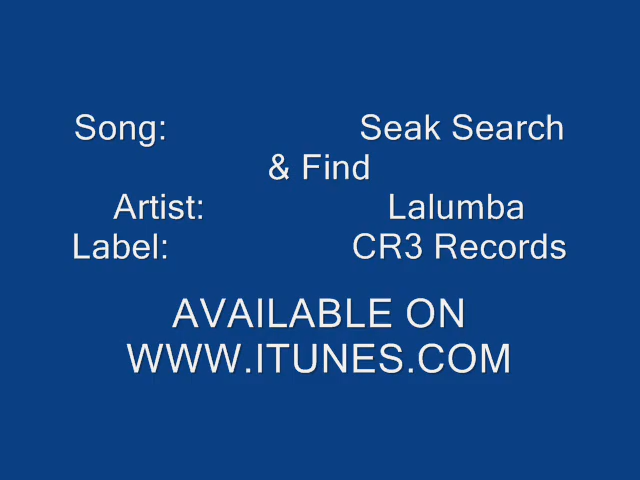 Song: Seak Search
& Find
Artist: Lalumba
Label: CR3 Records
AVAILABLE ON
WWW.ITUNES.COM